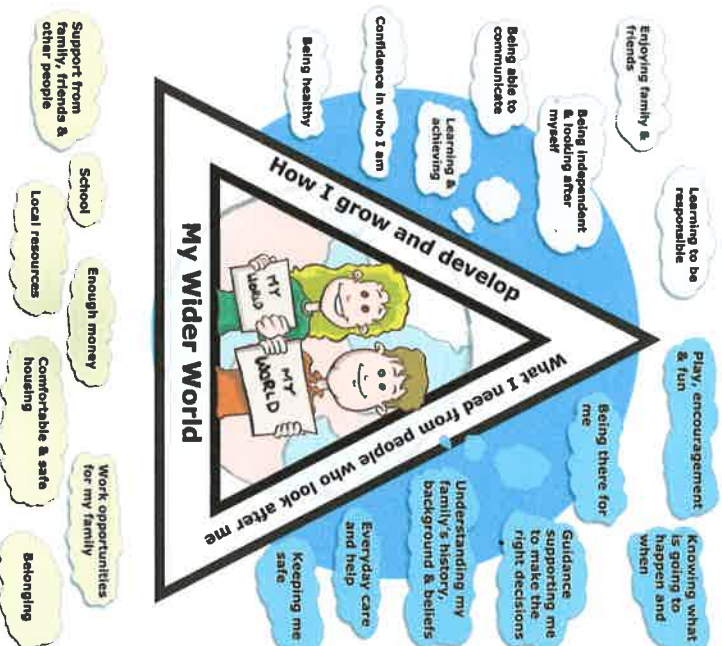 Learning to be
responsible
Enjoying family &
friends
Being independent
& looking after
myself
Being able to
communicate
Learning &
achieving
Confidence in who I am
Being healthy
Play, encouragement
& fun
Knowing what
is going to
happen and
when
Being there for
me
Guidance
supporting me
to make the
right decisions
Understanding my
family's history,
background & beliefs
Everyday care
and help
Keeping me
safe
How I grow and develop
What I need from people who look after me
MY
WORLD
MY
WORLD
My Wider World
Support from
family, friends &
other people
School
Local resources
Enough money
Comfortable & safe
housing
Work opportunities
for my family
Belonging